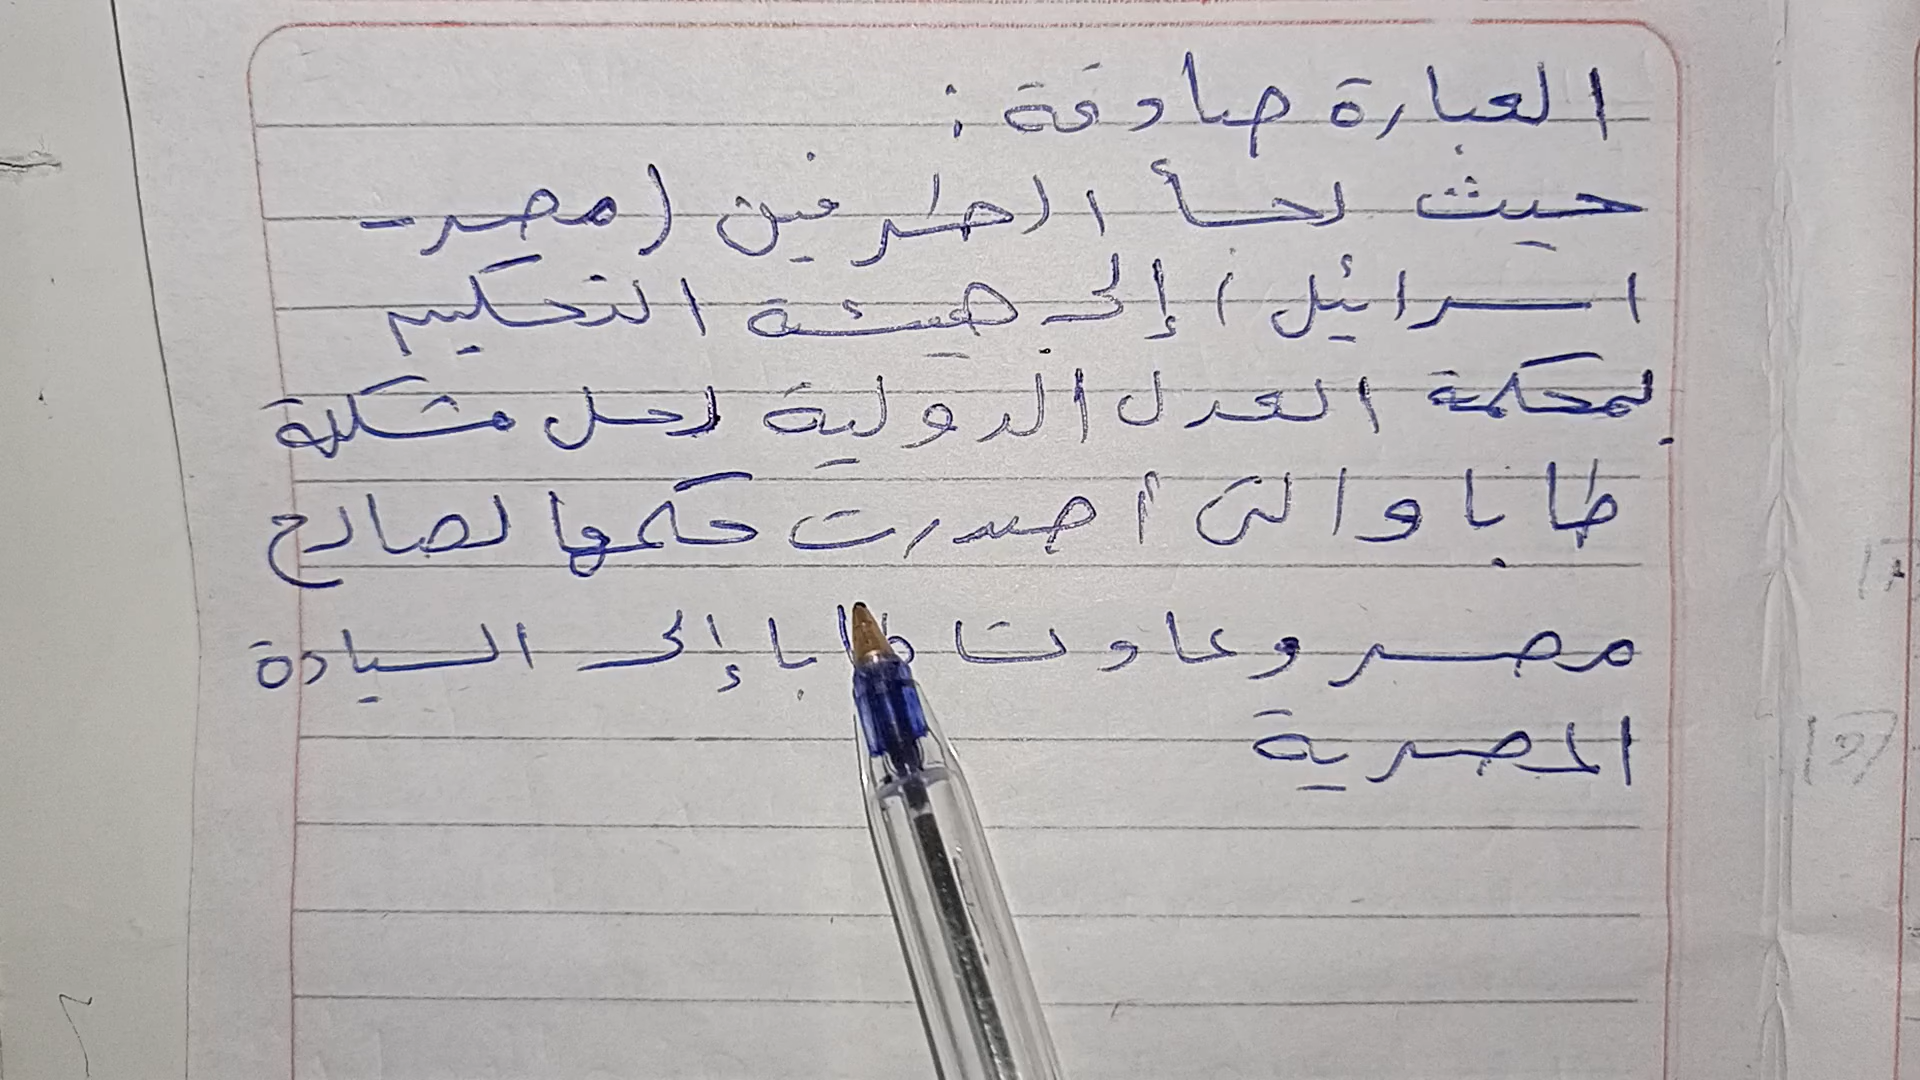 العبارة صادقة :
حيث لجأ الطرفين (مصر -
اسرائيل) إلى هيئة التحكيم
بمحكمة العدل الدولية لحل مشكلة
طابا والتى أصدرت حكمها لصالح
مصر وعادت طابا إلى السيادة
المصرية